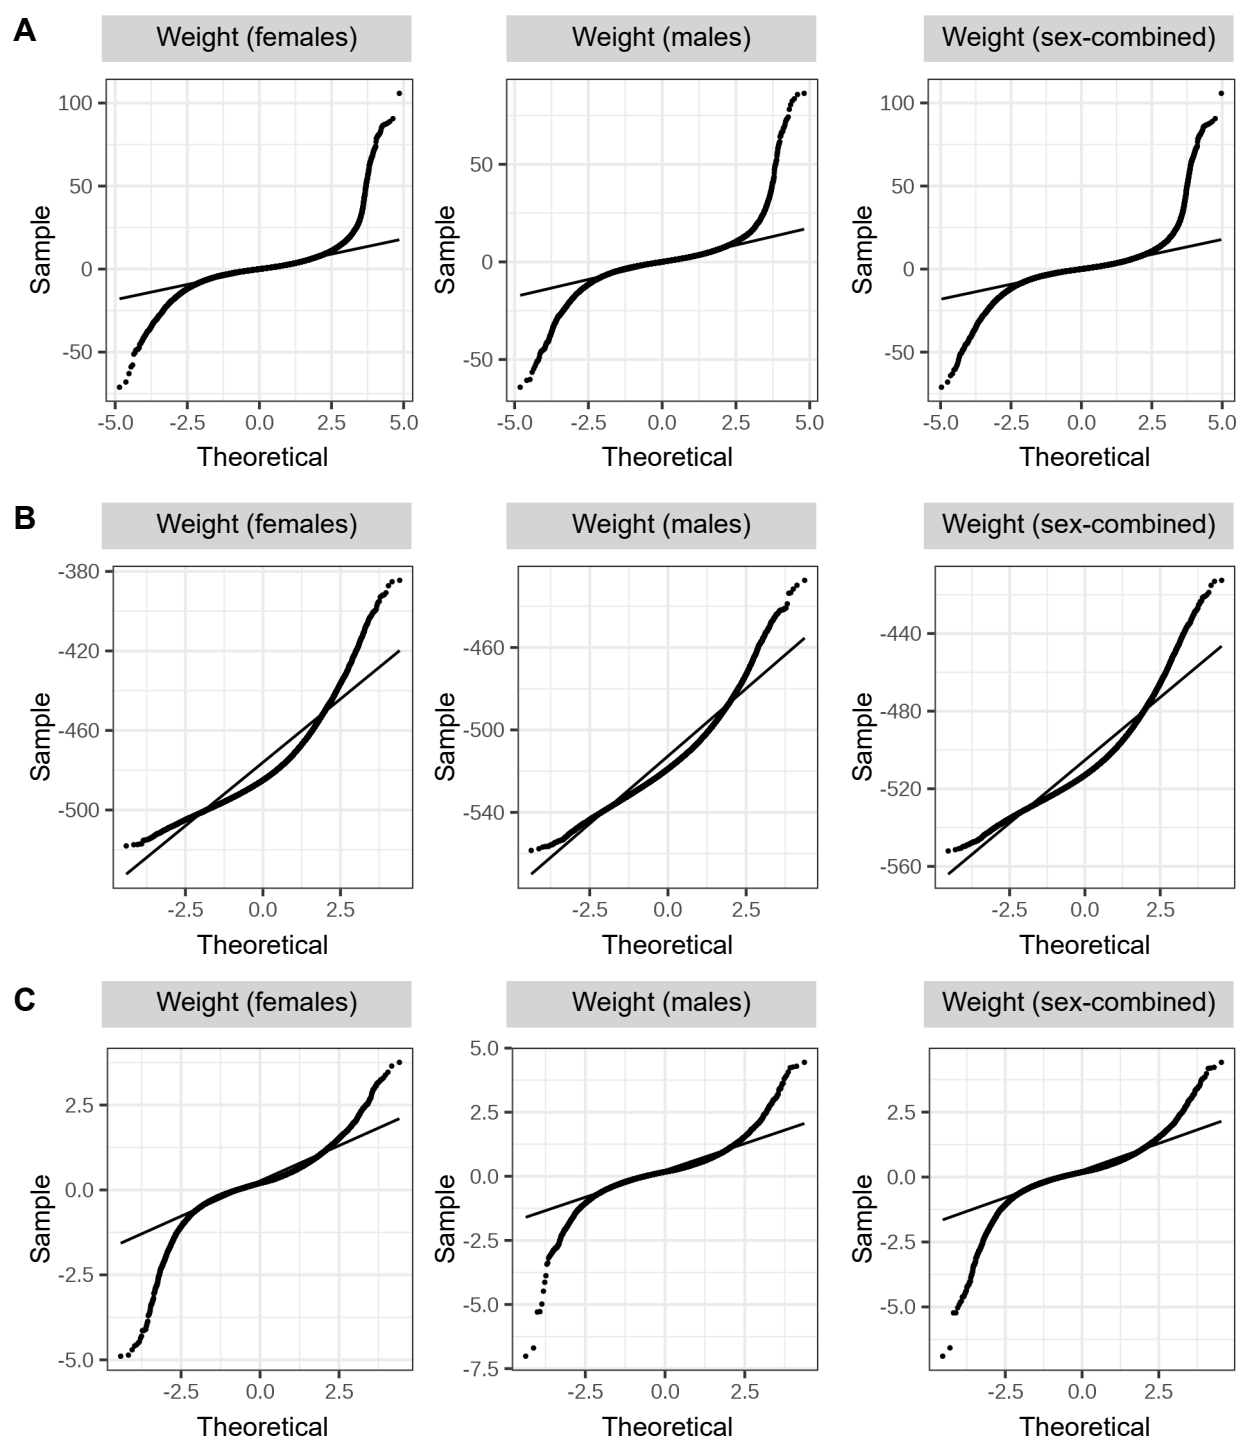 A
Weight (females)
Weight (males)
Weight (sex-combined)
Sample
100
50
0
-50
-5.0 -2.5 0.0 2.5 5.0
Theoretical
Sample
50
0
-50
-5.0 -2.5 0.0 2.5 5.0
Theoretical
Sample
100
50
0
-50
-5.0 -2.5 0.0 2.5 5.0
Theoretical
B
Weight (females)
Weight (males)
Weight (sex-combined)
Sample
-380
-420
-460
-500
-2.5 0.0 2.5
Theoretical
Sample
-460
-500
-540
-2.5 0.0 2.5
Theoretical
Sample
-440
-480
-520
-560
-2.5 0.0 2.5
Theoretical
C
Weight (females)
Weight (males)
Weight (sex-combined)
Sample
2.5
0.0
-2.5
-5.0
-2.5 0.0 2.5
Theoretical
Sample
5.0
2.5
0.0
-2.5
-5.0
-7.5
-2.5 0.0 2.5
Theoretical
Sample
2.5
0.0
-2.5
-5.0
-2.5 0.0 2.5
Theoretical